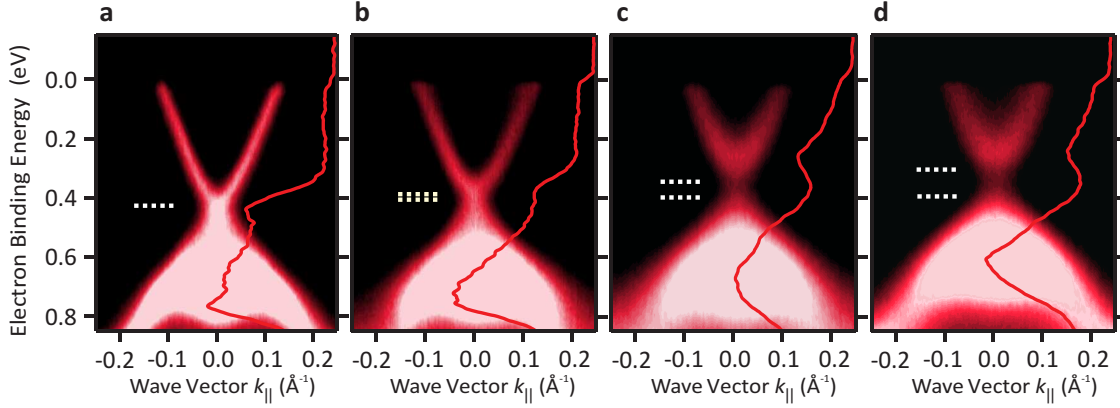 a b c d
Electron Binding Energy (eV)
0.0
0.2
0.4
0.6
0.8
-0.2 -0.1 0.0 0.1 0.2 -0.2 -0.1 0.0 0.1 0.2 -0.2 -0.1 0.0 0.1 0.2 -0.2 -0.1 0.0 0.1 0.2
Wave Vector k|| (Å⁻¹) Wave Vector k|| (Å⁻¹) Wave Vector k|| (Å⁻¹) Wave Vector k|| (Å⁻¹)